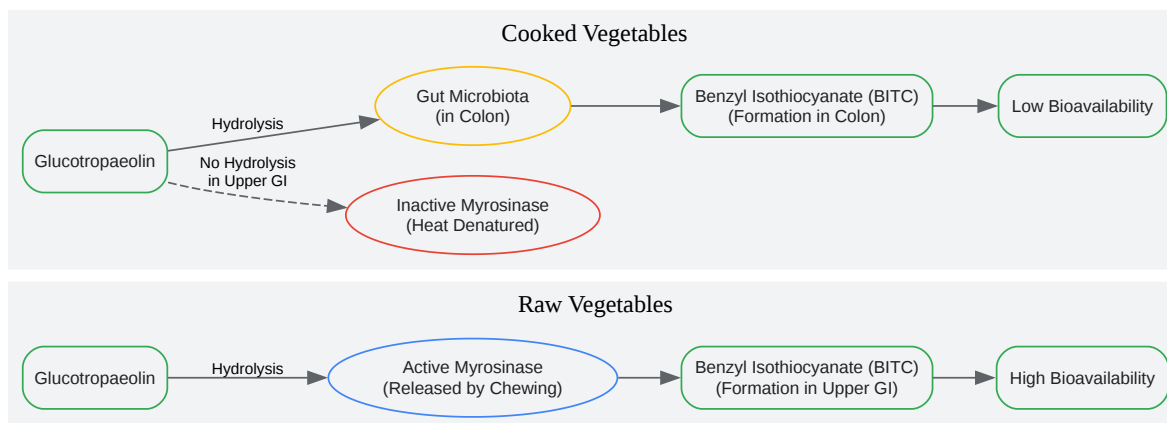 Cooked Vegetables
Glucotropaeolin
Hydrolysis
No Hydrolysis
in Upper GI
Gut Microbiota
(in Colon)
Inactive Myrosinase
(Heat Denatured)
Benzyl Isothiocyanate (BITC)
(Formation in Colon)
Low Bioavailability
Raw Vegetables
Glucotropaeolin
Hydrolysis
Active Myrosinase
(Released by Chewing)
Benzyl Isothiocyanate (BITC)
(Formation in Upper GI)
High Bioavailability